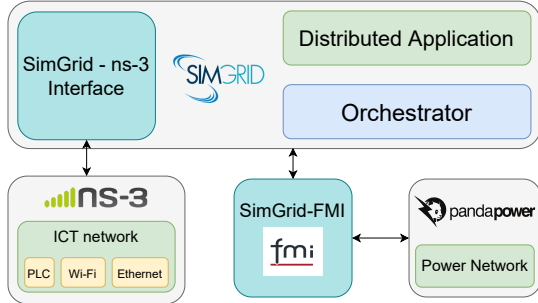 SimGrid - ns-3
Interface
SIMGRID
Distributed Application
Orchestrator
ns-3
ICT network
PLC
Wi-Fi
Ethernet
SimGrid-FMI
fmi
pandapower
Power Network